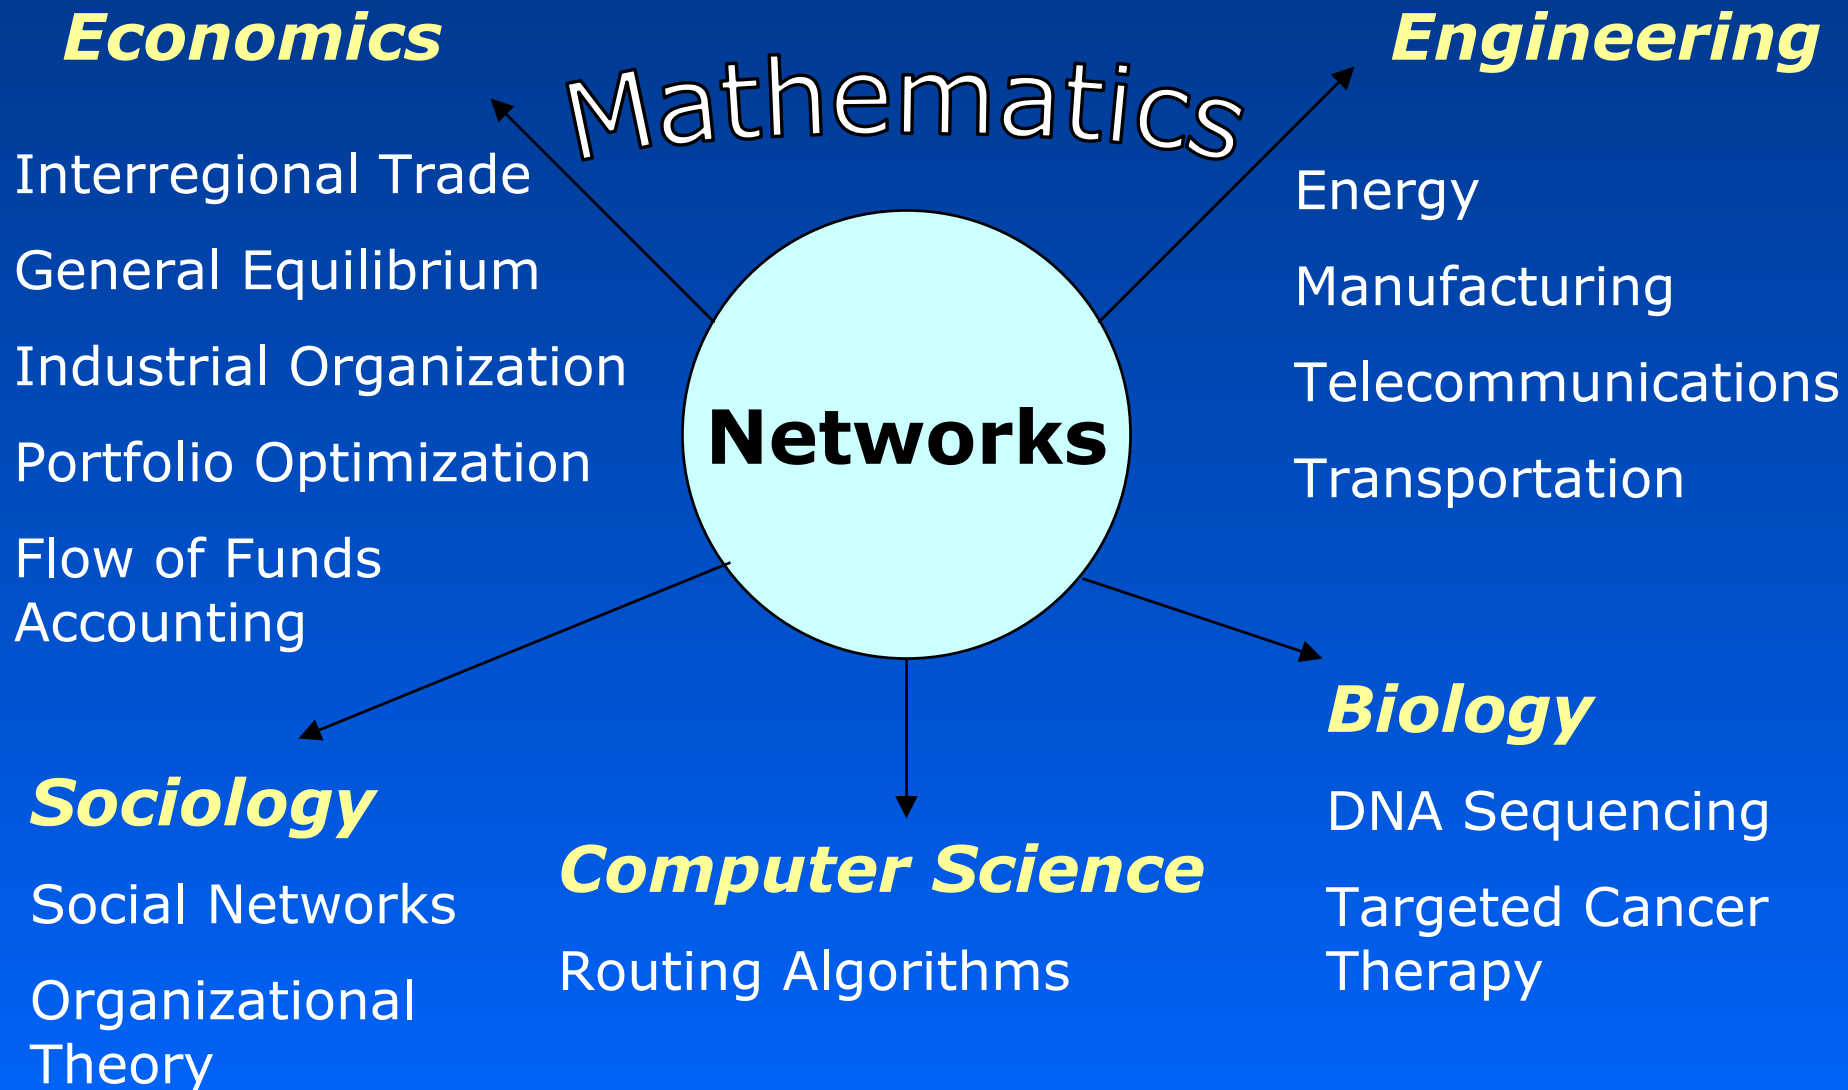 Economics
Mathematics
Engineering
Interregional Trade
General Equilibrium
Industrial Organization
Portfolio Optimization
Flow of Funds
Accounting
Energy
Manufacturing
Telecommunications
Transportation
Networks
Sociology
Social Networks
Organizational
Theory
Computer Science
Routing Algorithms
Biology
DNA Sequencing
Targeted Cancer
Therapy